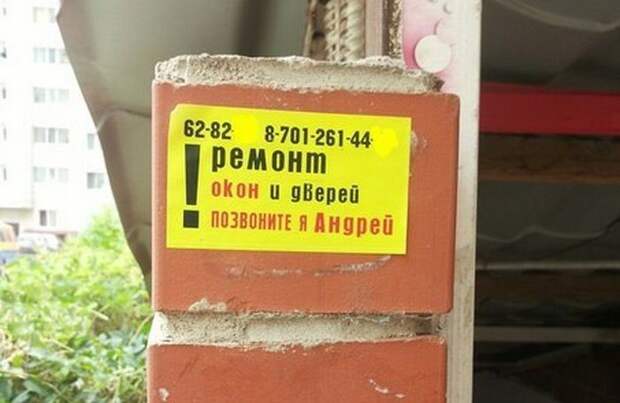 62-82- 8-701-261-44-
! ремонт
окон и дверей
ПОЗВОНИТЕ Я Андрей